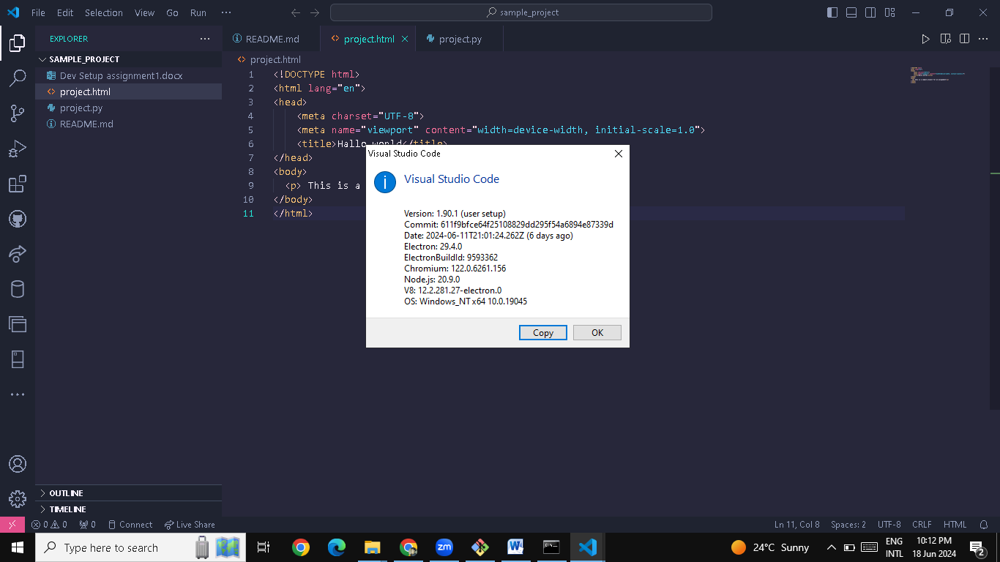 File Edit Selection View Go Run ··· sample_project
EXPLORER ···
SAMPLE_PROJECT
Dev Setup assignment1.docx
project.html
project.py
README.md
OUTLINE
TIMELINE
README.md project.html project.py ···
project.html
1 <!DOCTYPE html>
2 <html lang="en">
3 <head>
4 <meta charset="UTF-8">
5 <meta name="viewport" content="width=device-width, initial-scale=1.0">
6 <title>Hallo world</title>
7 </head>
8 <body>
9 <p> This is a
10 </body>
11 </html>
Visual Studio Code
Visual Studio Code
Version: 1.90.1 (user setup)
Commit: 611f9bfce64f25108829dd295f54a6894e87339d
Date: 2024-06-11T21:01:24.262Z (6 days ago)
Electron: 29.4.0
ElectronBuildId: 9593362
Chromium: 122.0.6261.156
Node.js: 20.9.0
V8: 12.2.281.27-electron.0
OS: Windows_NT x64 10.0.19045
Copy OK
0 0 0 Connect Live Share Ln 11, Col 8 Spaces: 2 UTF-8 CRLF HTML
Type here to search zm W 24°C Sunny ENG 10:12 PM
INTL 18 Jun 2024 2